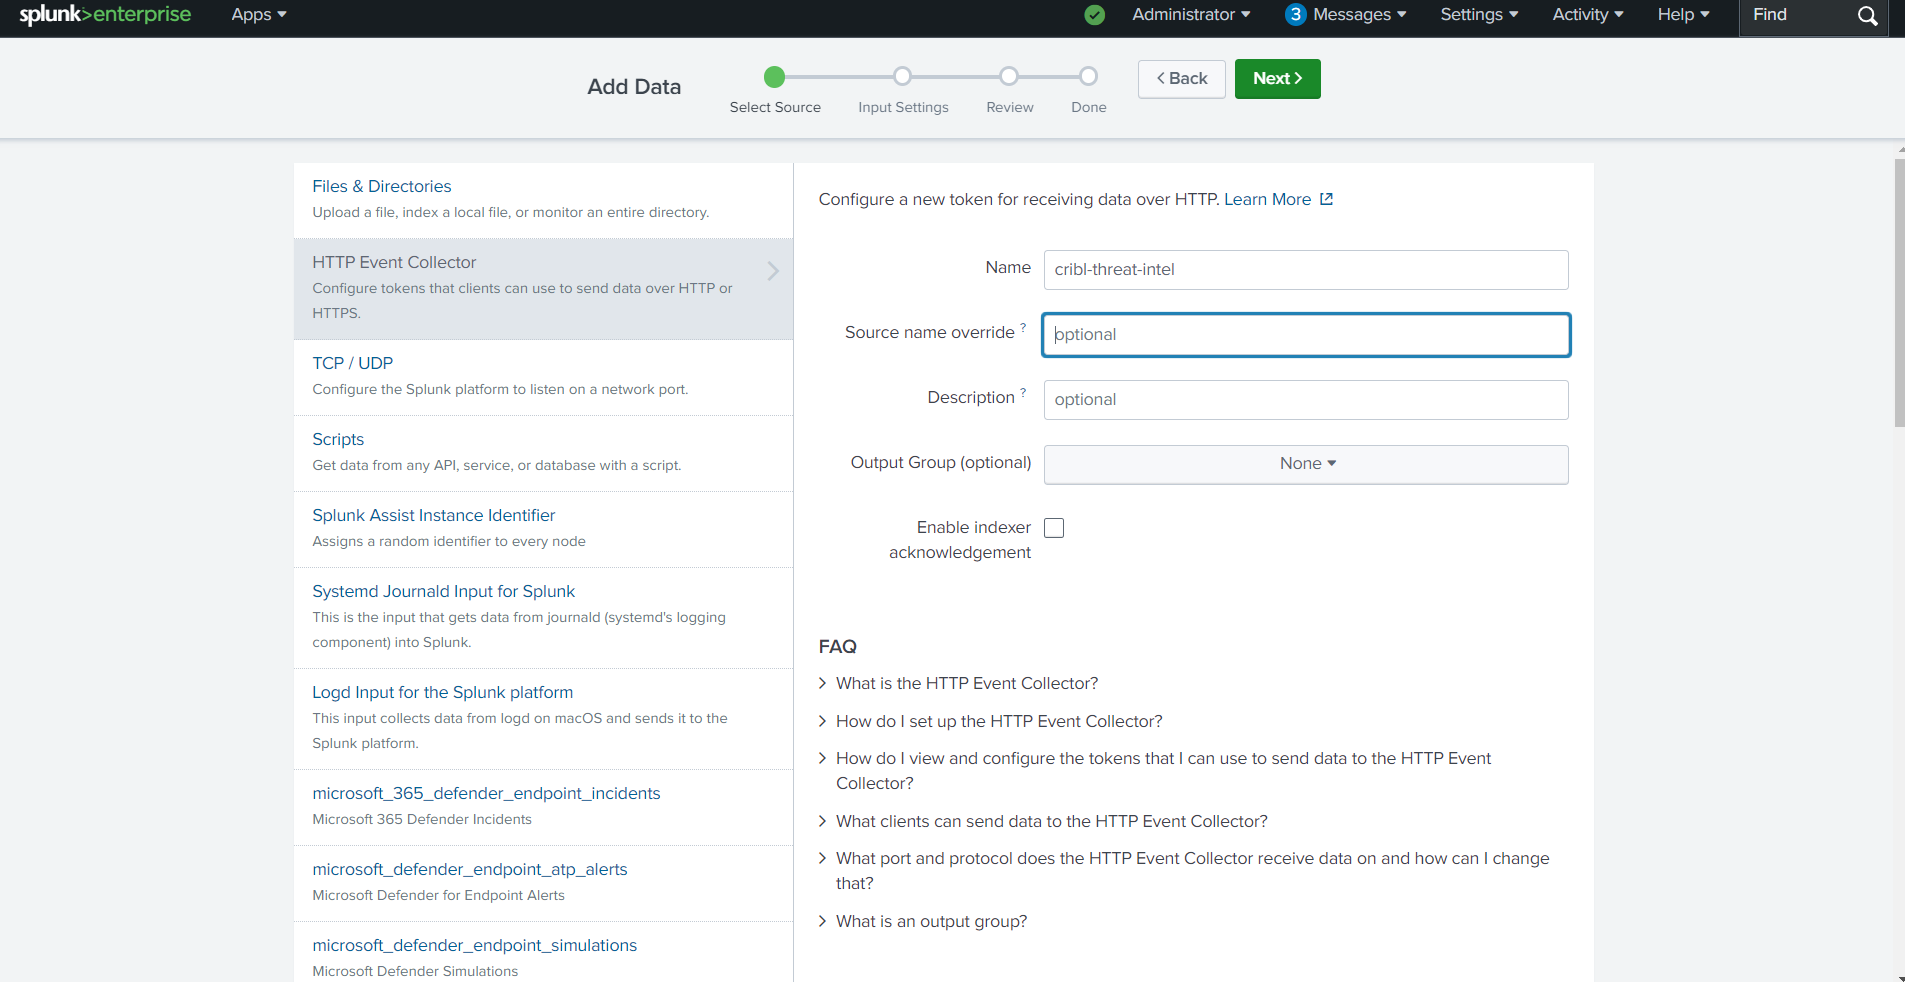 splunk>enterprise Apps Administrator 3 Messages Settings Activity Help Find
Add Data
Select Source Input Settings Review Done
Back Next
Files & Directories
Upload a file, index a local file, or monitor an entire directory.
HTTP Event Collector
Configure tokens that clients can use to send data over HTTP or
HTTPS.
TCP / UDP
Configure the Splunk platform to listen on a network port.
Scripts
Get data from any API, service, or database with a script.
Splunk Assist Instance Identifier
Assigns a random identifier to every node
Systemd Journald Input for Splunk
This is the input that gets data from journald (systemd's logging
component) into Splunk.
Logd Input for the Splunk platform
This input collects data from logd on macOS and sends it to the
Splunk platform.
microsoft_365_defender_endpoint_incidents
Microsoft 365 Defender Incidents
microsoft_defender_endpoint_atp_alerts
Microsoft Defender for Endpoint Alerts
microsoft_defender_endpoint_simulations
Microsoft Defender Simulations
Configure a new token for receiving data over HTTP. Learn More
Name cribl-threat-intel
Source name override ? optional
Description ? optional
Output Group (optional) None
Enable indexer
acknowledgement
FAQ
What is the HTTP Event Collector?
How do I set up the HTTP Event Collector?
How do I view and configure the tokens that I can use to send data to the HTTP Event
Collector?
What clients can send data to the HTTP Event Collector?
What port and protocol does the HTTP Event Collector receive data on and how can I change
that?
What is an output group?